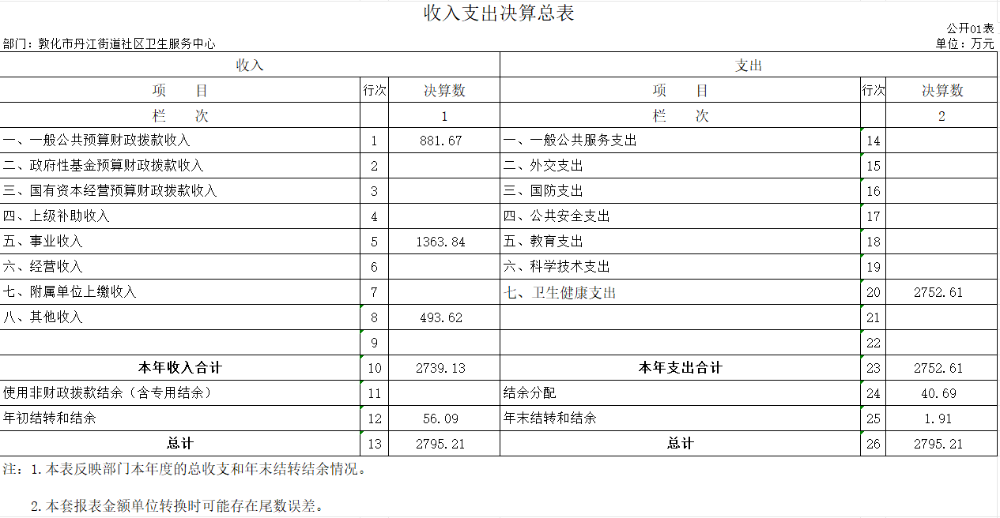 收入支出决算总表
公开01表
部门：敦化市丹江街道社区卫生服务中心 单位：万元
收入 支出
项 目 行次 决算数 项 目 行次 决算数
栏 次 1 栏 次 2
一、一般公共预算财政拨款收入 1 881.67 一、一般公共服务支出 14
二、政府性基金预算财政拨款收入 2 二、外交支出 15
三、国有资本经营预算财政拨款收入 3 三、国防支出 16
四、上级补助收入 4 四、公共安全支出 17
五、事业收入 5 1363.84 五、教育支出 18
六、经营收入 6 六、科学技术支出 19
七、附属单位上缴收入 7 七、卫生健康支出 20 2752.61
八、其他收入 8 493.62 21
9 22
本年收入合计 10 2739.13 本年支出合计 23 2752.61
使用非财政拨款结余（含专用结余） 11 结余分配 24 40.69
年初结转和结余 12 56.09 年末结转和结余 25 1.91
总计 13 2795.21 总计 26 2795.21
注：1.本表反映部门本年度的总收支和年末结转结余情况。
2.本套报表金额单位转换时可能存在尾数误差。